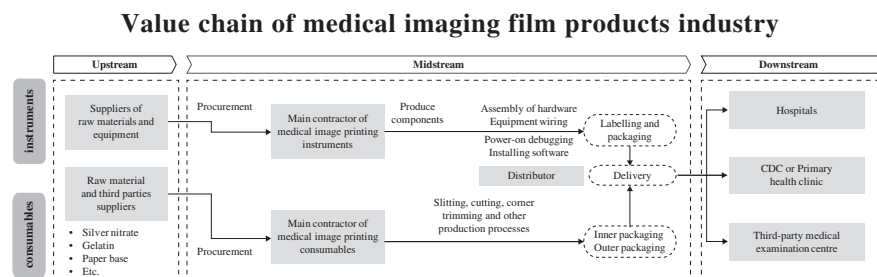 Value chain of medical imaging film products industry
Upstream
Midstream
Downstream
instruments
Suppliers of
raw materials and
equipment
Procurement
Main contractor of
medical image printing
instruments
Produce
components
Assembly of hardware
Equipment wiring
Power-on debugging
Installing software
Labelling and
packaging
Hospitals
Distributor
Delivery
CDC or Primary
health clinic
consumables
Raw material
and third parties
suppliers
• Silver nitrate
• Gelatin
• Paper base
• Etc.
Procurement
Main contractor of
medical image printing
consumables
Slitting, cutting, corner
trimming and other
production processes
Inner packaging
Outer packaging
Third-party medical
examination centre